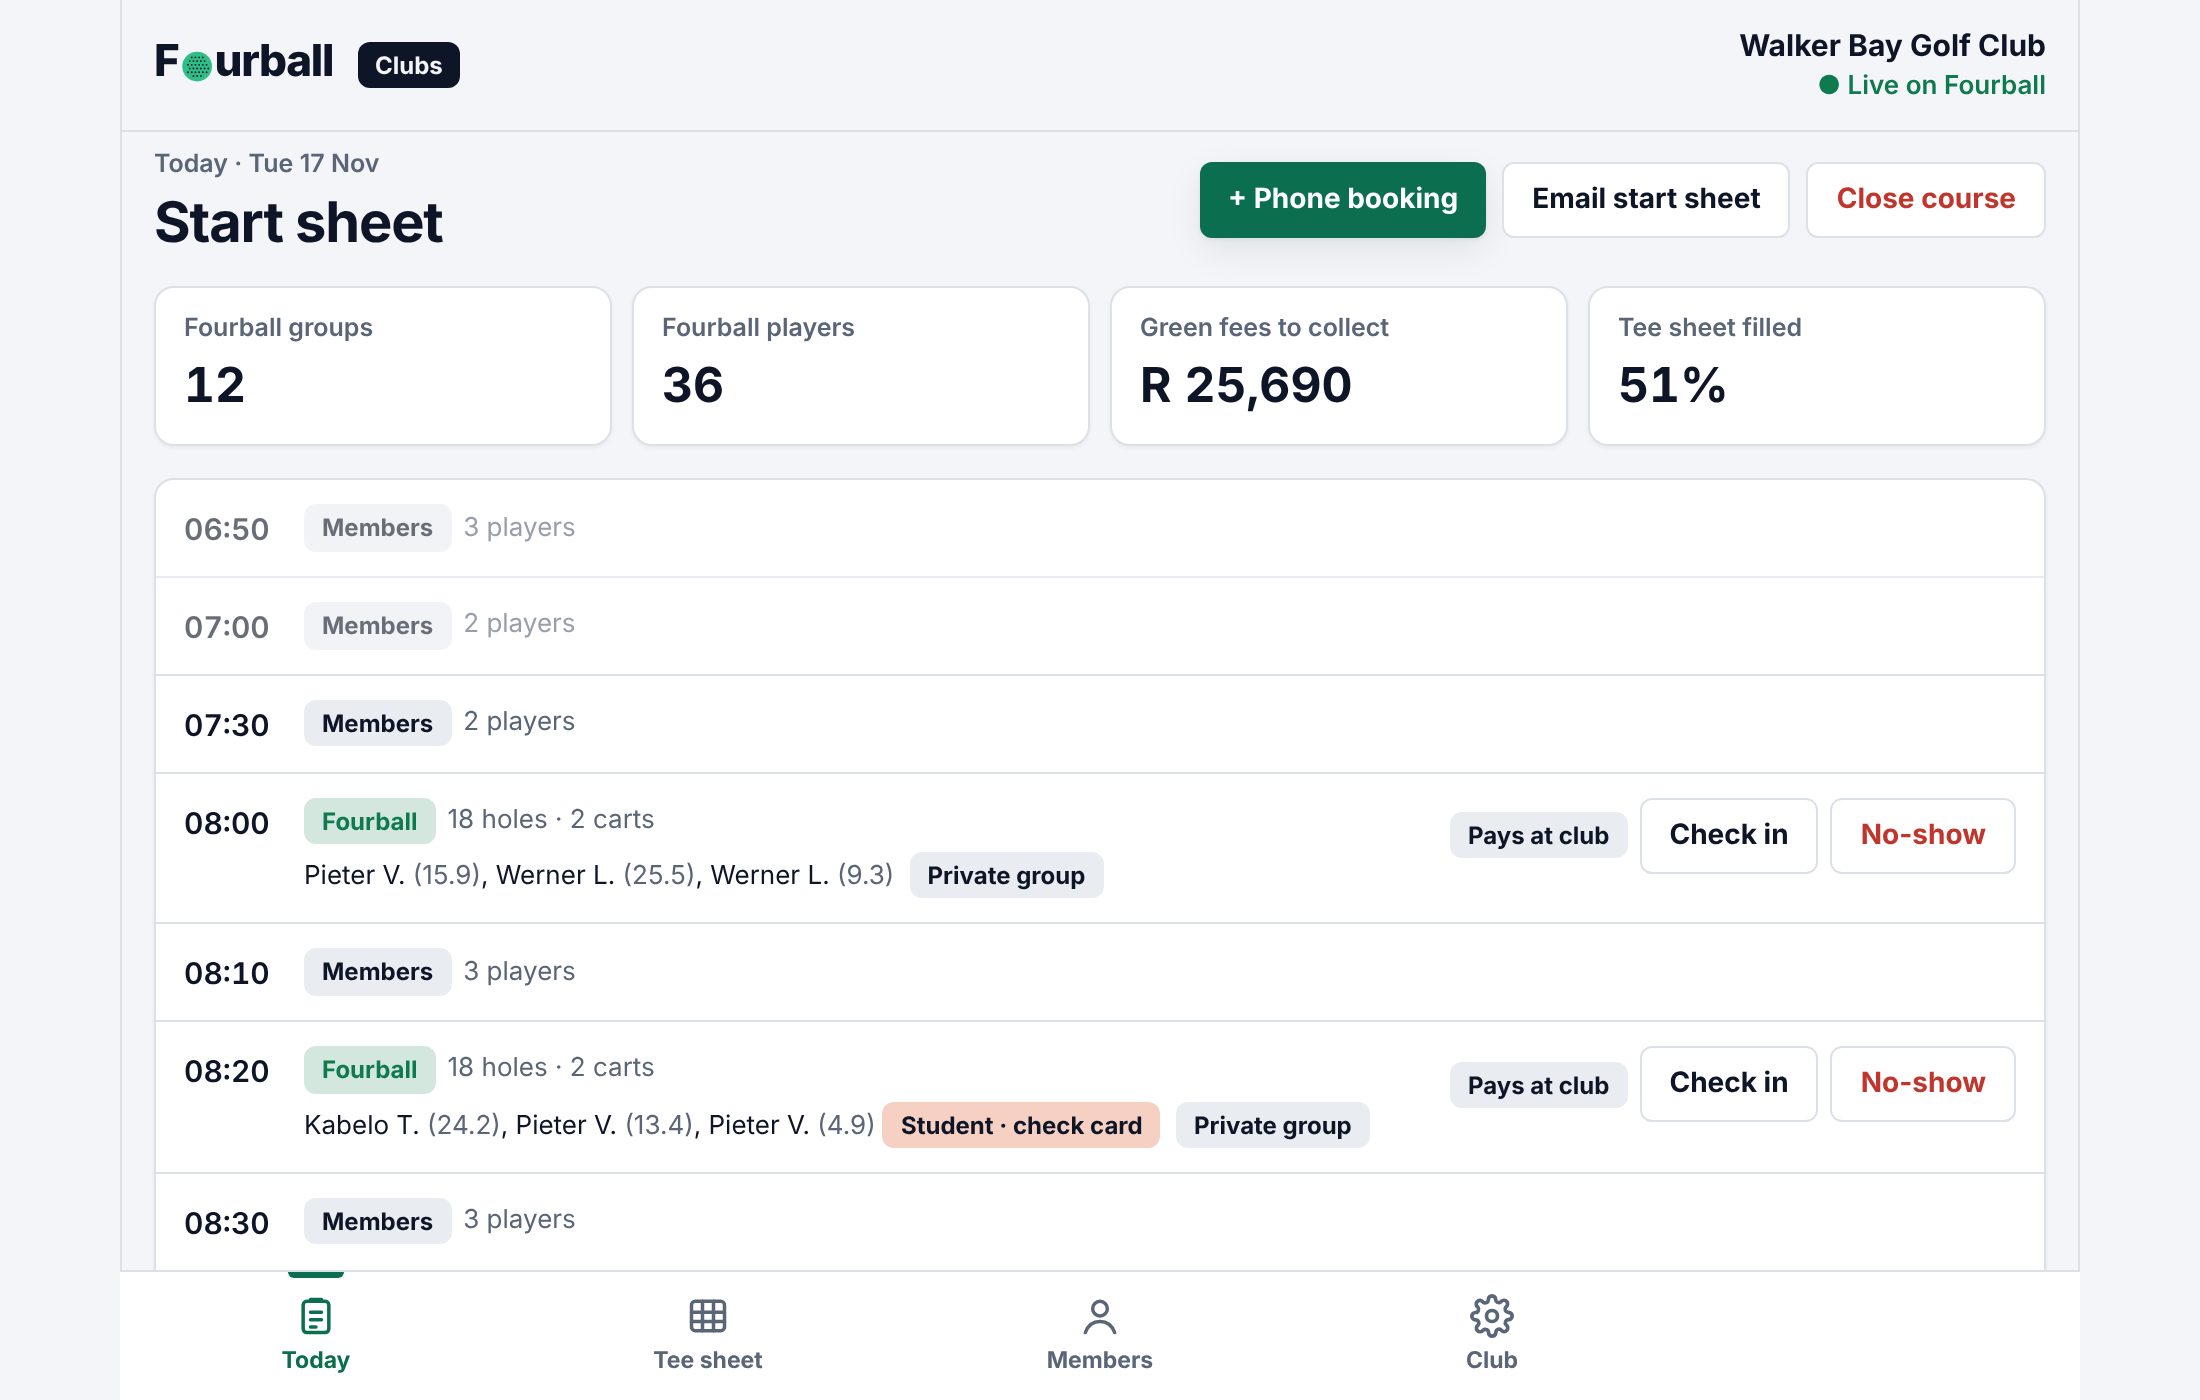 Fourball Clubs
Walker Bay Golf Club
Live on Fourball
Today · Tue 17 Nov
Start sheet
+ Phone booking
Email start sheet
Close course
Fourball groups
12
Fourball players
36
Green fees to collect
R 25,690
Tee sheet filled
51%
06:50 Members 3 players
07:00 Members 2 players
07:30 Members 2 players
08:00 Fourball 18 holes · 2 carts Pays at club Check in No-show
Pieter V. (15.9), Werner L. (25.5), Werner L. (9.3) Private group
08:10 Members 3 players
08:20 Fourball 18 holes · 2 carts Pays at club Check in No-show
Kabelo T. (24.2), Pieter V. (13.4), Pieter V. (4.9) Student · check card Private group
08:30 Members 3 players
Today
Tee sheet
Members
Club